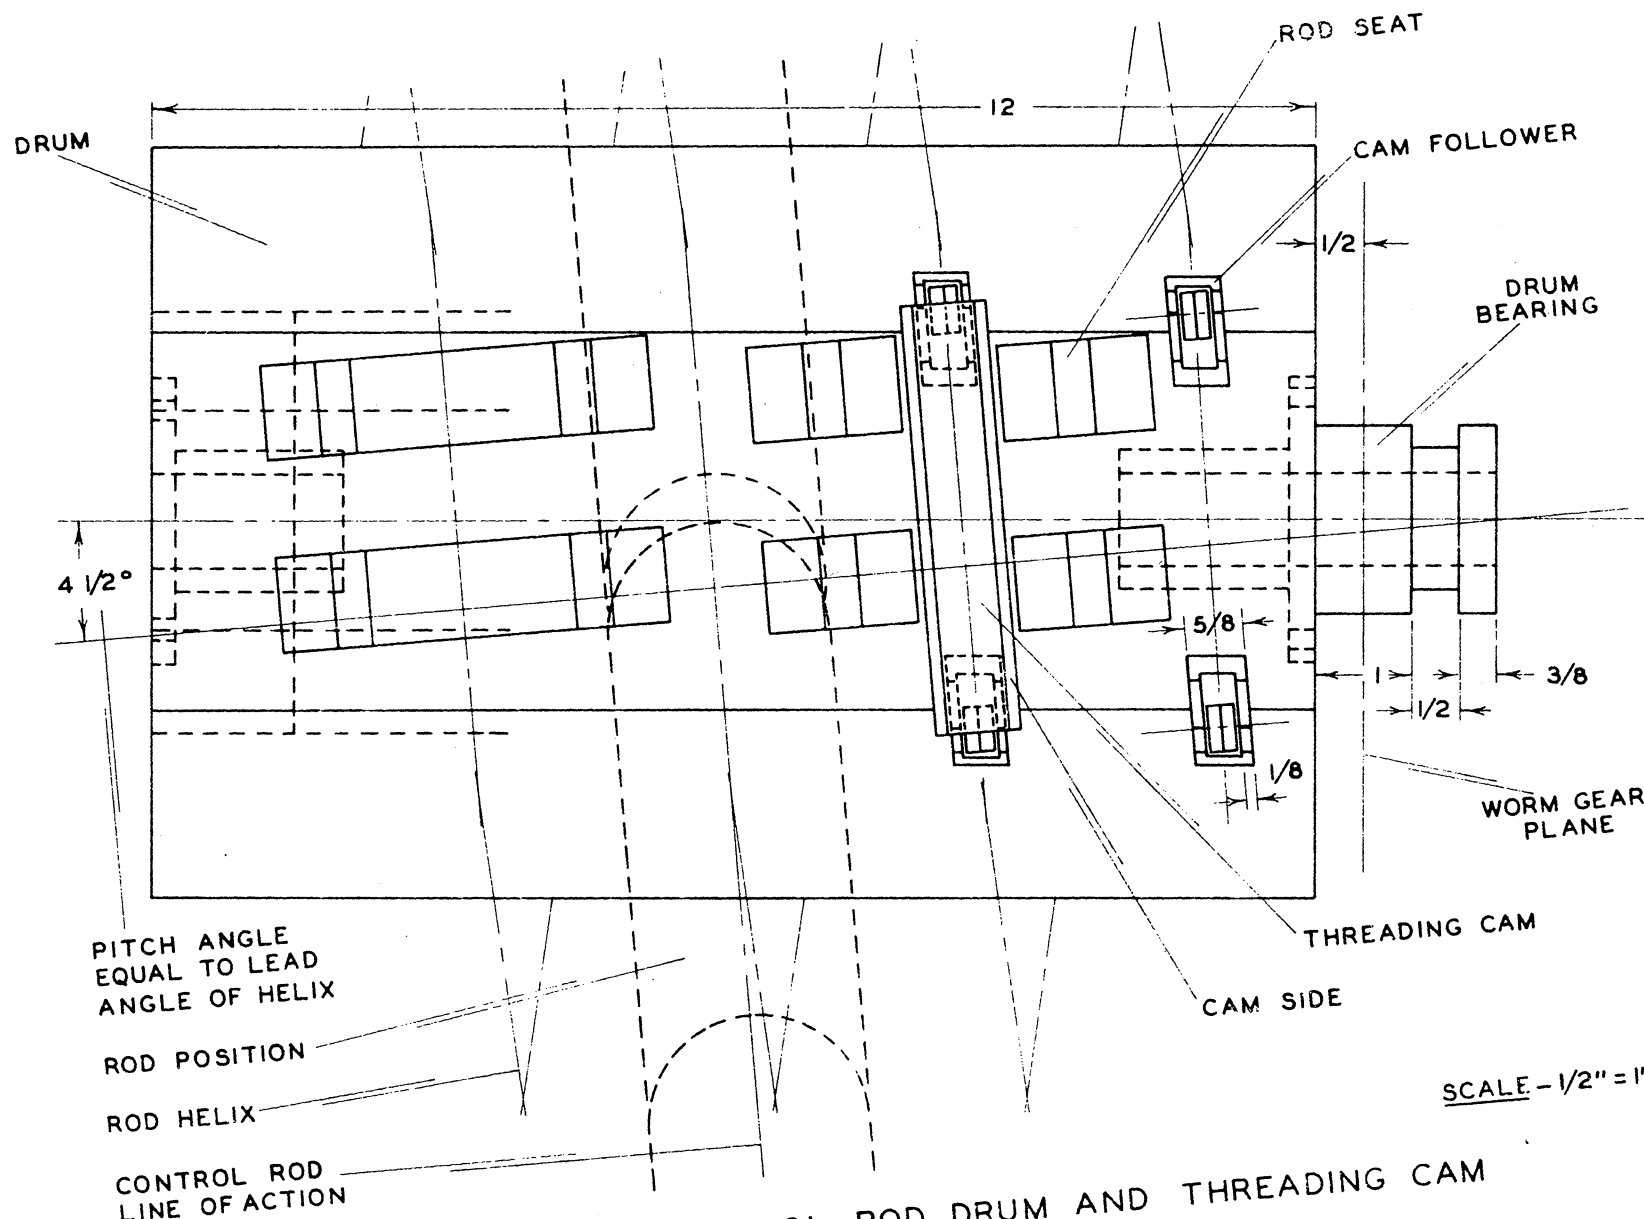 ROD SEAT
12
DRUM
CAM FOLLOWER
1/2
DRUM
BEARING
4 1/2°
5/8
1
3/8
1/2
1/8
WORM GEAR
PLANE
PITCH ANGLE
EQUAL TO LEAD
ANGLE OF HELIX
THREADING CAM
CAM SIDE
ROD POSITION
ROD HELIX
SCALE - 1/2" = 1"
CONTROL ROD
LINE OF ACTION
ROD DRUM AND THREADING CAM